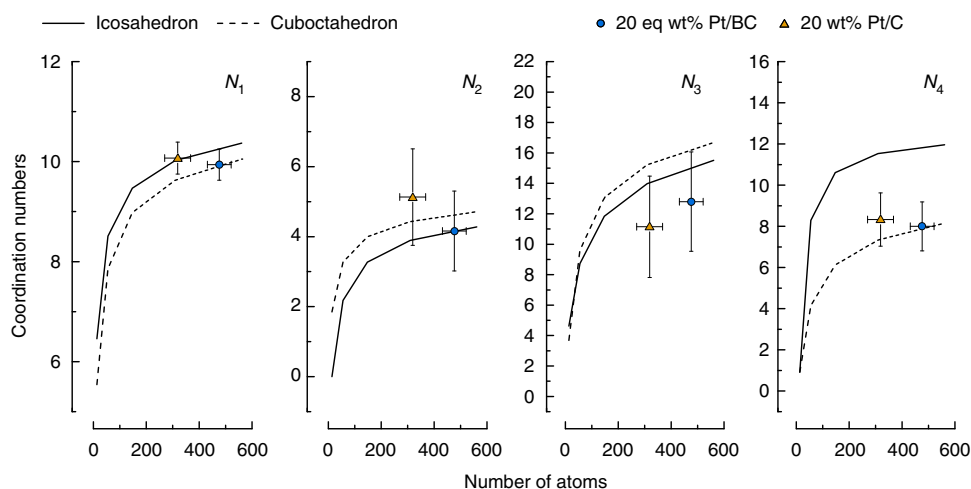 Icosahedron Cuboctahedron 20 eq wt% Pt/BC 20 wt% Pt/C
Coordination numbers
N1
12
10
8
6
0 200 400 600
N2
8
6
4
2
0
0 200 400 600
N3
22
20
18
16
14
12
10
8
6
4
2
0
0 200 400 600
N4
16
14
12
10
8
6
4
2
0
0 200 400 600
Number of atoms